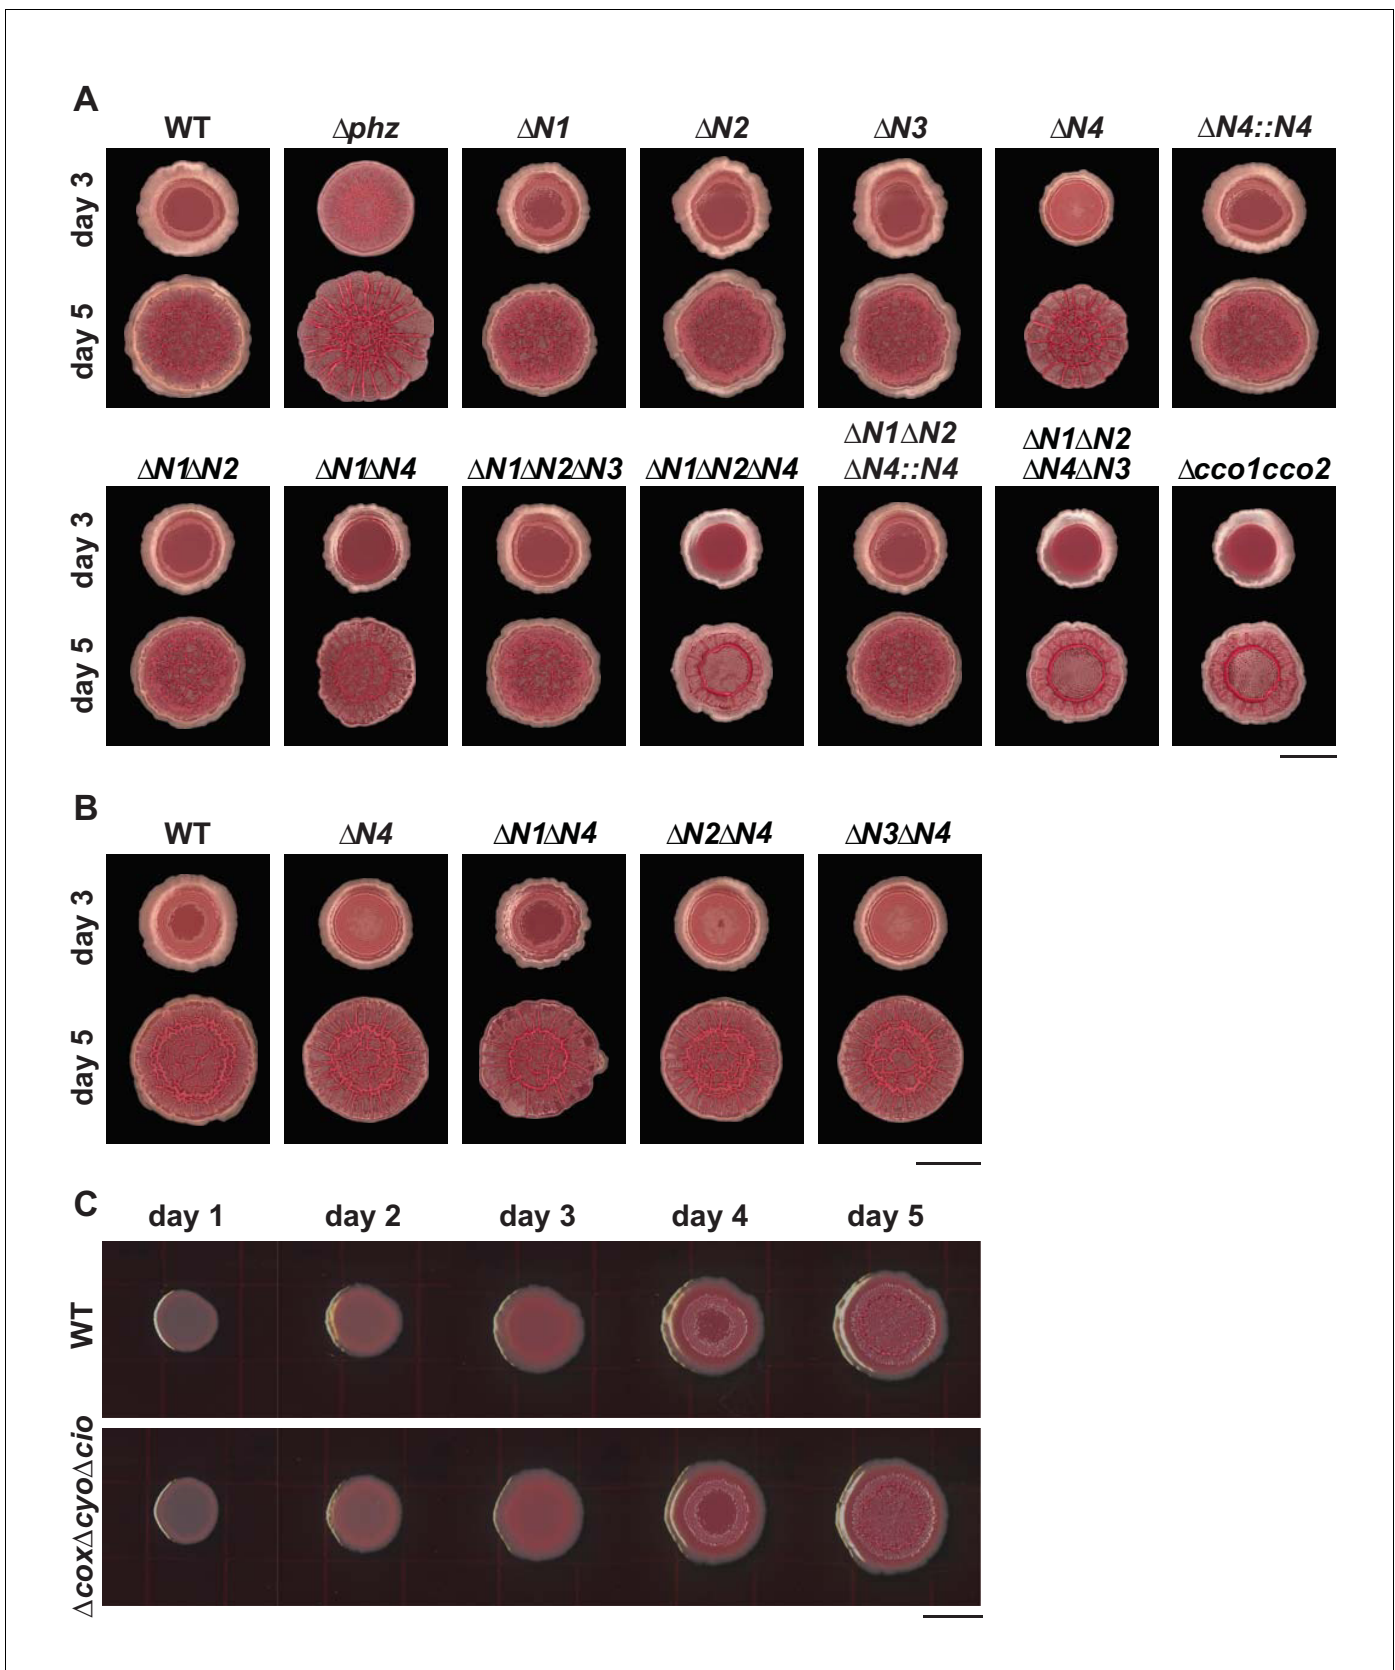 A
WT Δphz ΔN1 ΔN2 ΔN3 ΔN4 ΔN4::N4
day 3
day 5
ΔN1ΔN2 ΔN1ΔN4 ΔN1ΔN2ΔN3 ΔN1ΔN2ΔN4 ΔN1ΔN2
ΔN4::N4 ΔN1ΔN2
ΔN4ΔN3 Δcco1cco2
day 3
day 5
B
WT ΔN4 ΔN1ΔN4 ΔN2ΔN4 ΔN3ΔN4
day 3
day 5
C
day 1 day 2 day 3 day 4 day 5
WT
ΔcoxΔcyoΔcio